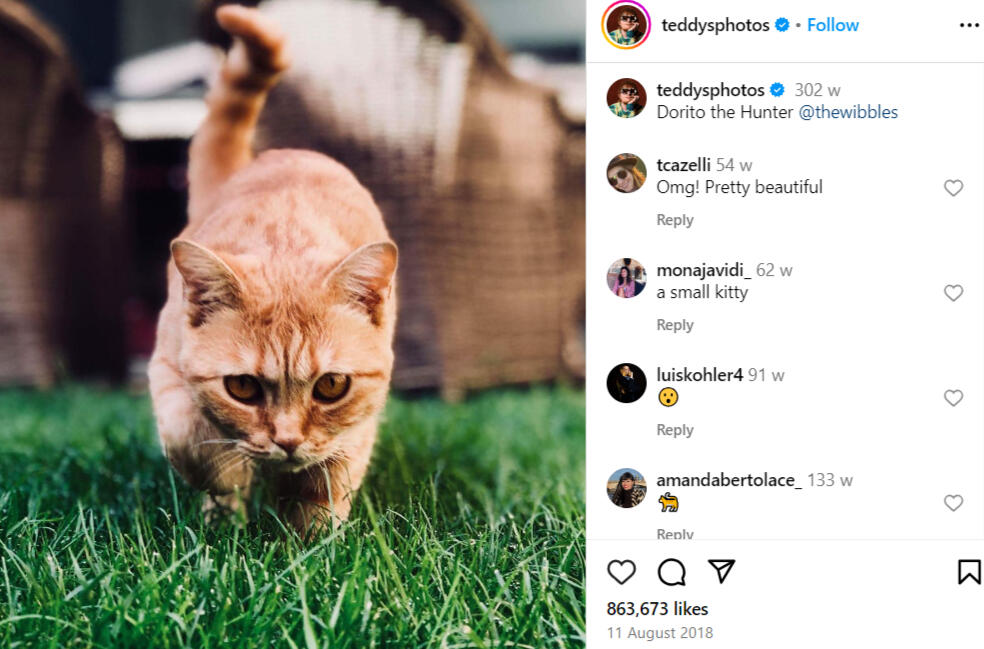 teddysphotos • Follow
teddysphotos 302 w
Dorito the Hunter @thewibbles
tcazelli 54 w
Omg! Pretty beautiful
Reply
monajavidi_ 62 w
a small kitty
Reply
luiskohler4 91 w
😮
Reply
amandabertolace_ 133 w
🐈
Reply
863,673 likes
11 August 2018